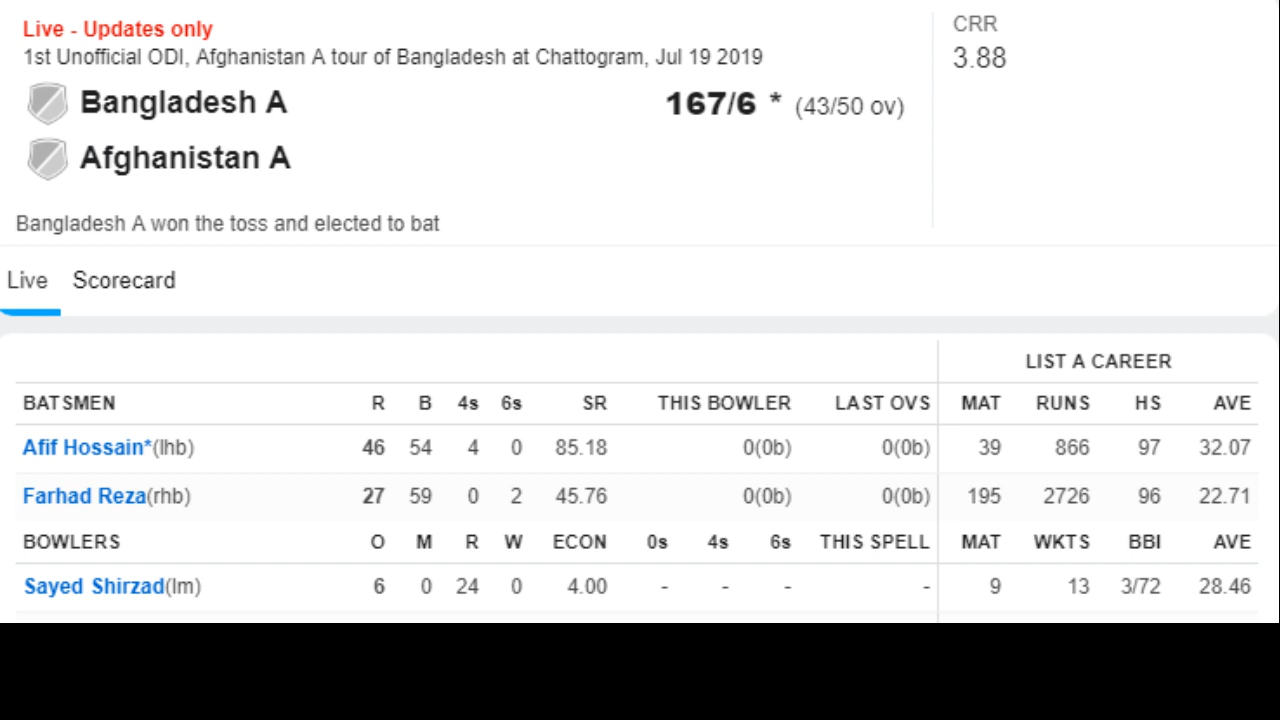 Live - Updates only
CRR
1st Unofficial ODI, Afghanistan A tour of Bangladesh at Chattogram, Jul 19 2019
3.88
Bangladesh A 167/6 * (43/50 ov)
Afghanistan A
Bangladesh A won the toss and elected to bat
Live Scorecard
LIST A CAREER
BATSMEN R B 4s 6s SR THIS BOWLER LAST OVS MAT RUNS HS AVE
Afif Hossain*(lhb) 46 54 4 0 85.18 0(0b) 0(0b) 39 866 97 32.07
Farhad Reza(rhb) 27 59 0 2 45.76 0(0b) 0(0b) 195 2726 96 22.71
BOWLERS O M R W ECON 0s 4s 6s THIS SPELL MAT WKTS BBI AVE
Sayed Shirzad(lm) 6 0 24 0 4.00 - - - - 9 13 3/72 28.46